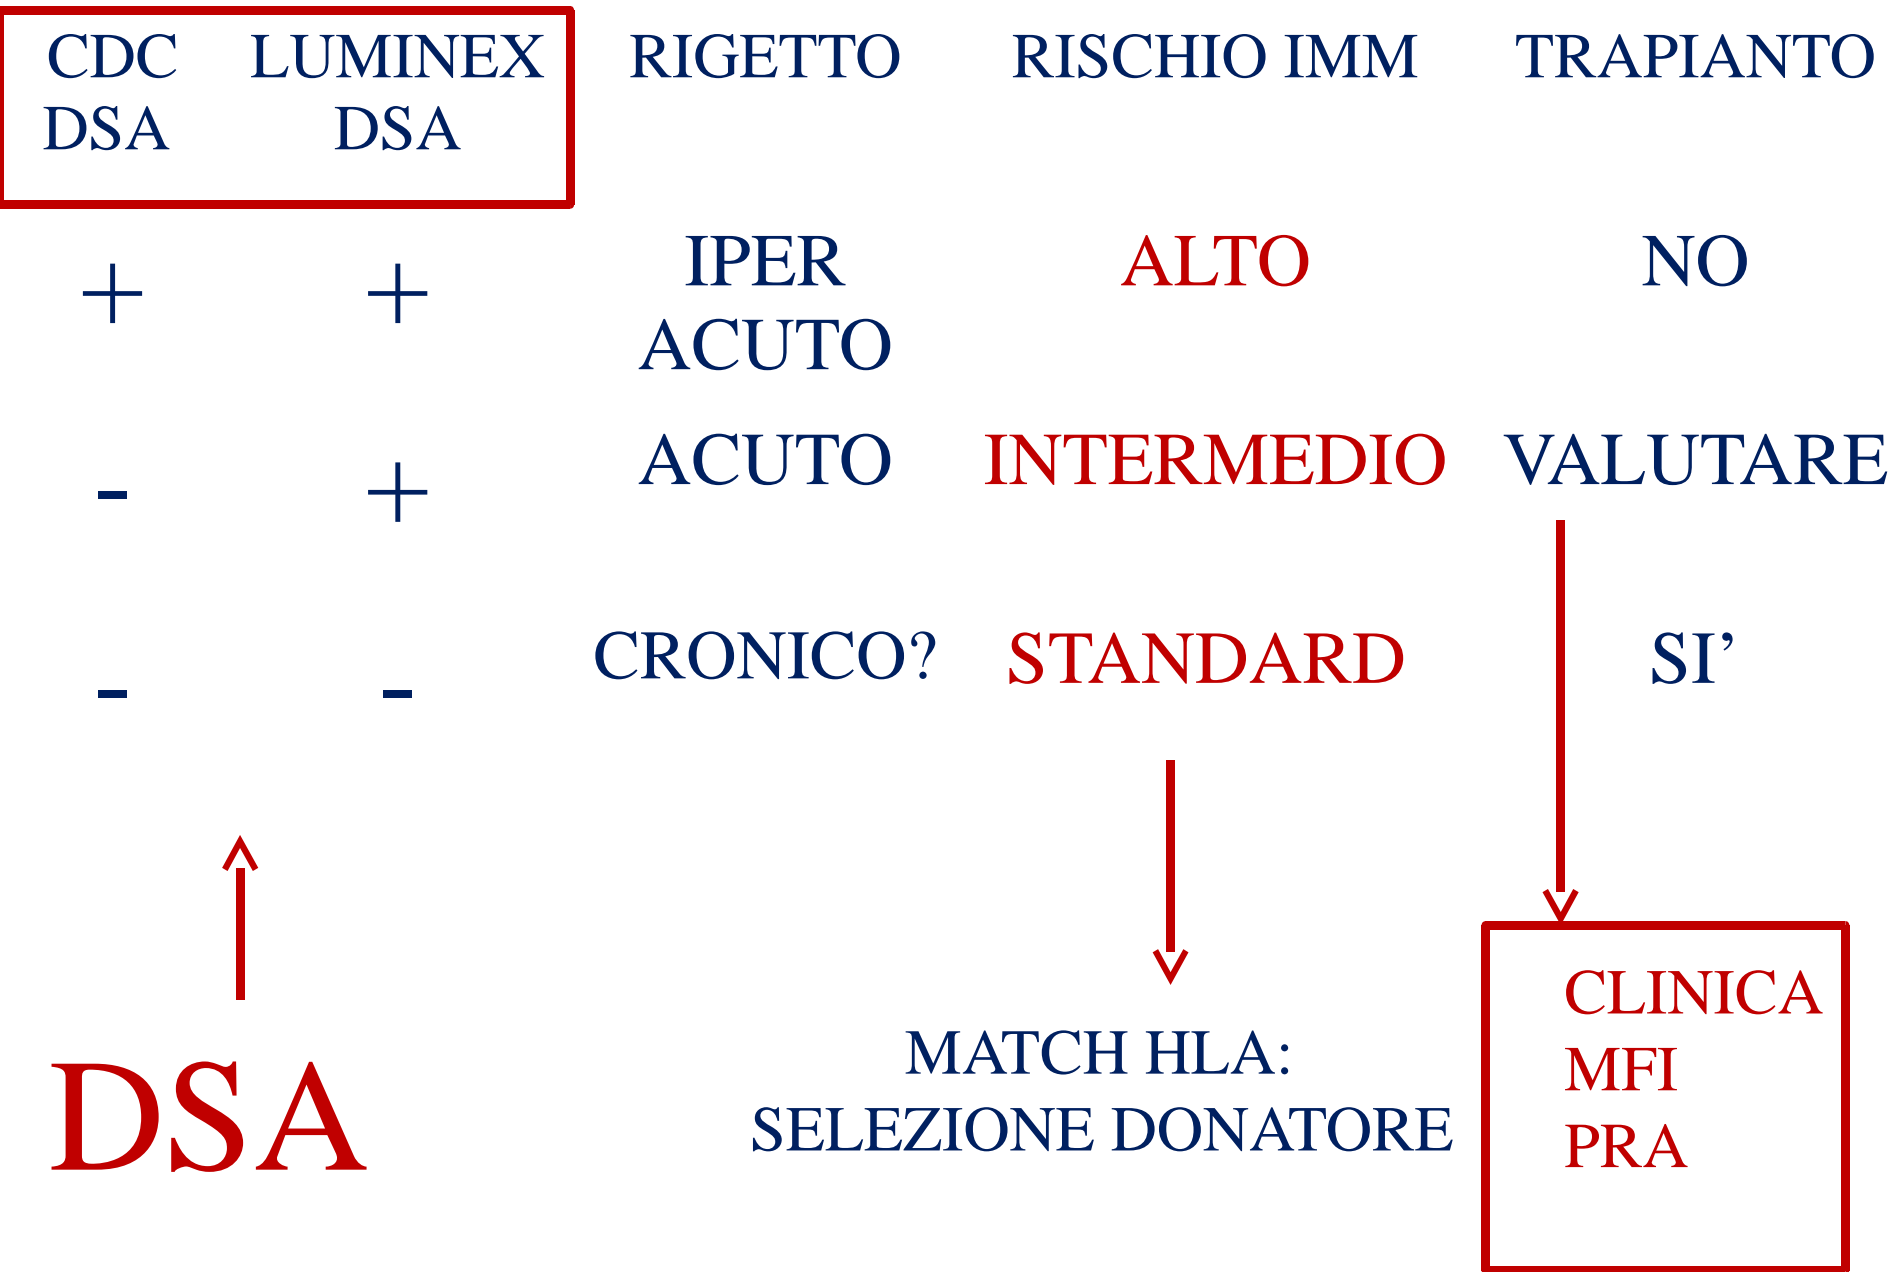 CDC LUMINEX RIGETTO RISCHIO IMM TRAPIANTO
DSA DSA
+ + IPER ALTO NO
ACUTO
- + ACUTO INTERMEDIO VALUTARE
- - CRONICO? STANDARD SI’
DSA
MATCH HLA:
SELEZIONE DONATORE
CLINICA
MFI
PRA